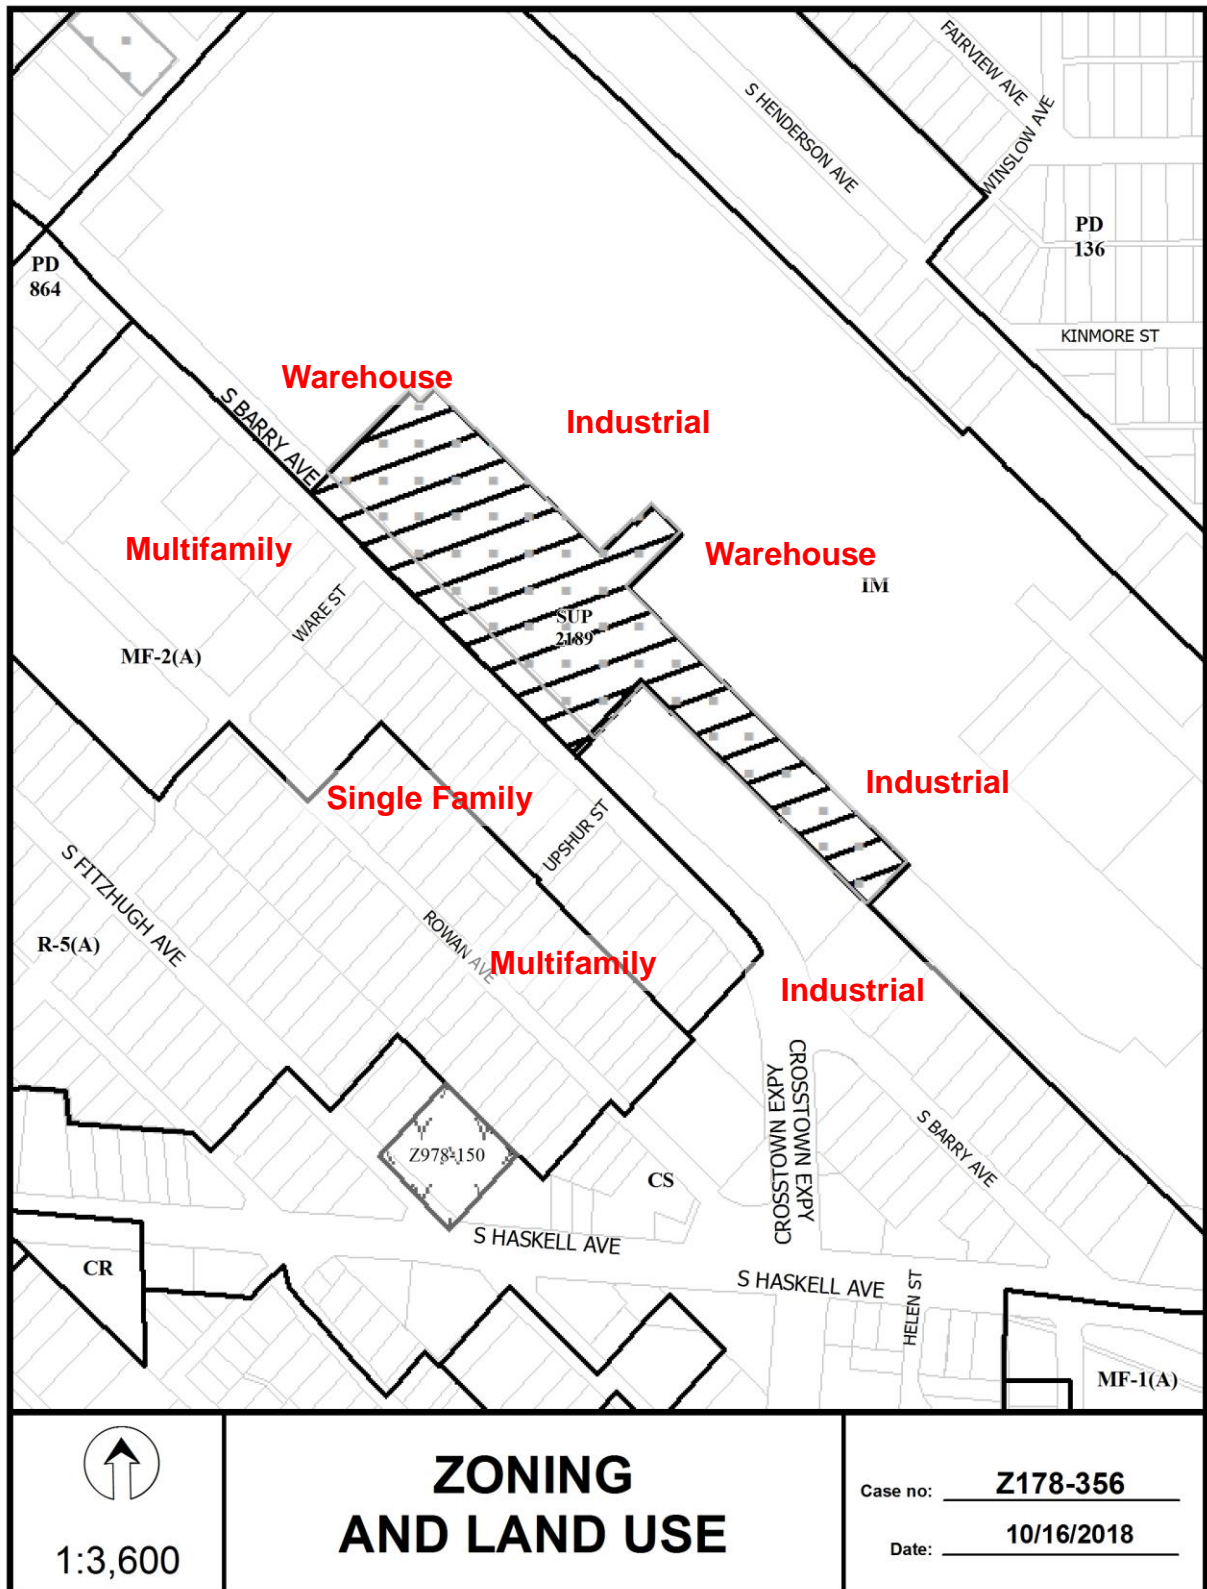 FAIRVIEW AVE
S HENDERSON AVE
WINSLOW AVE
PD
136
PD
864
KINMORE ST
Warehouse
S BARRY AVE
Industrial
Multifamily
Warehouse
IM
WARE ST
SUP
2189
MF-2(A)
Single Family
Industrial
UPSHUR ST
S FITZHUGH AVE
R-5(A)
ROWAN AVE
Multifamily
Industrial
CROSSTOWN EXPY
CROSSTOWN EXPY
S BARRY AVE
Z978-150
CS
S HASKELL AVE
CR
S HASKELL AVE
HELEN ST
MF-1(A)
1:3,600
ZONING
AND LAND USE
Case no: Z178-356
Date: 10/16/2018